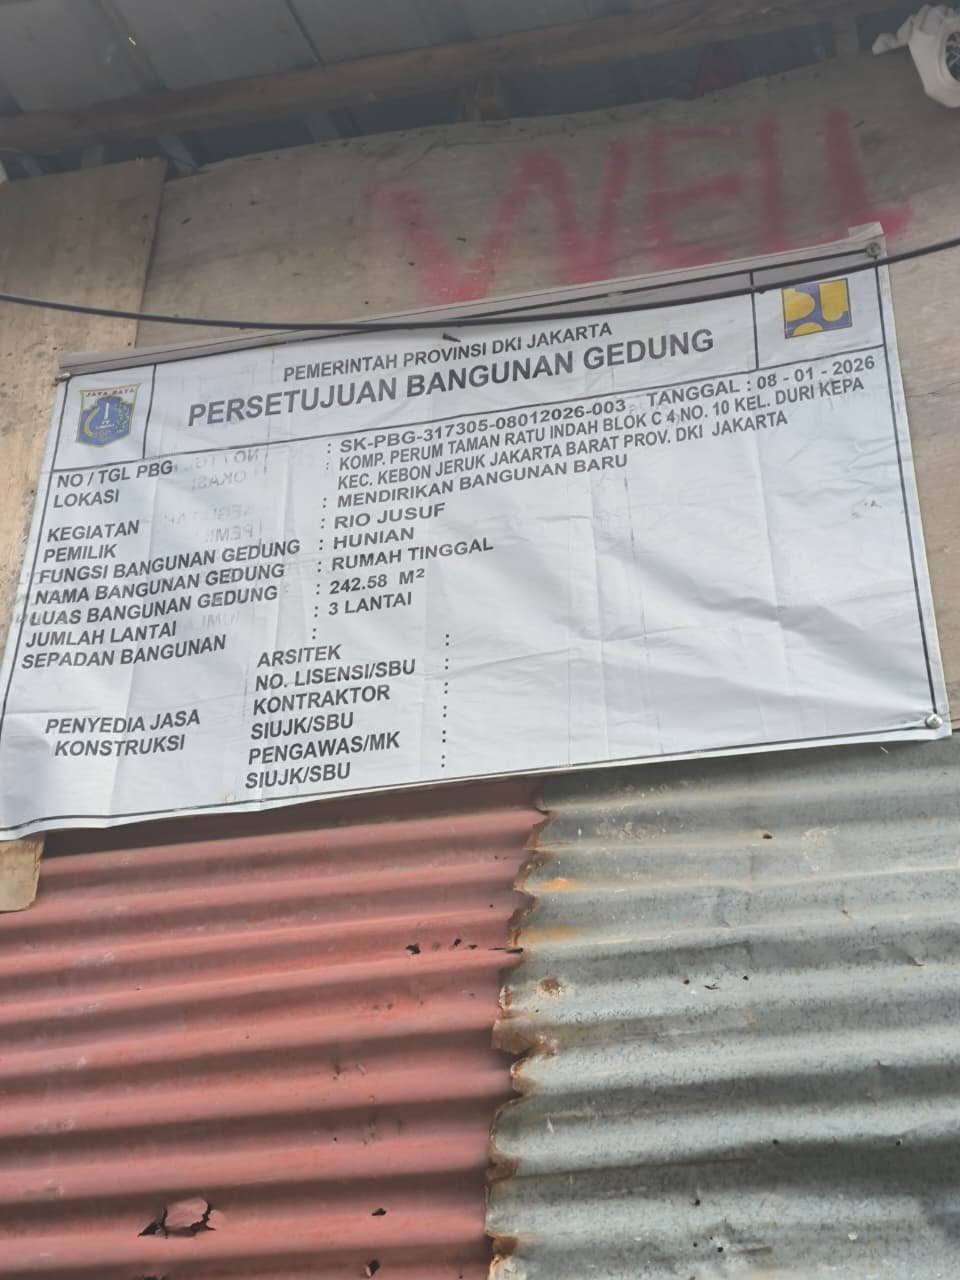 WELL
PEMERINTAH PROVINSI DKI JAKARTA
PERSETUJUAN BANGUNAN GEDUNG
JAYA RAYA
NO / TGL PBG : SK-PBG-317305-08012026-003 TANGGAL : 08 - 01 - 2026
LOKASI : KOMP. PERUM TAMAN RATU INDAH BLOK C 4 NO. 10 KEL. DURI KEPA
KEC. KEBON JERUK JAKARTA BARAT PROV. DKI JAKARTA
KEGIATAN : MENDIRIKAN BANGUNAN BARU
PEMILIK : RIO JUSUF
FUNGSI BANGUNAN GEDUNG : HUNIAN
NAMA BANGUNAN GEDUNG : RUMAH TINGGAL
LUAS BANGUNAN GEDUNG : 242.58 M²
JUMLAH LANTAI : 3 LANTAI
SEPADAN BANGUNAN :
PENYEDIA JASA
KONSTRUKSI
ARSITEK :
NO. LISENSI/SBU :
KONTRAKTOR :
SIUJK/SBU :
PENGAWAS/MK :
SIUJK/SBU :